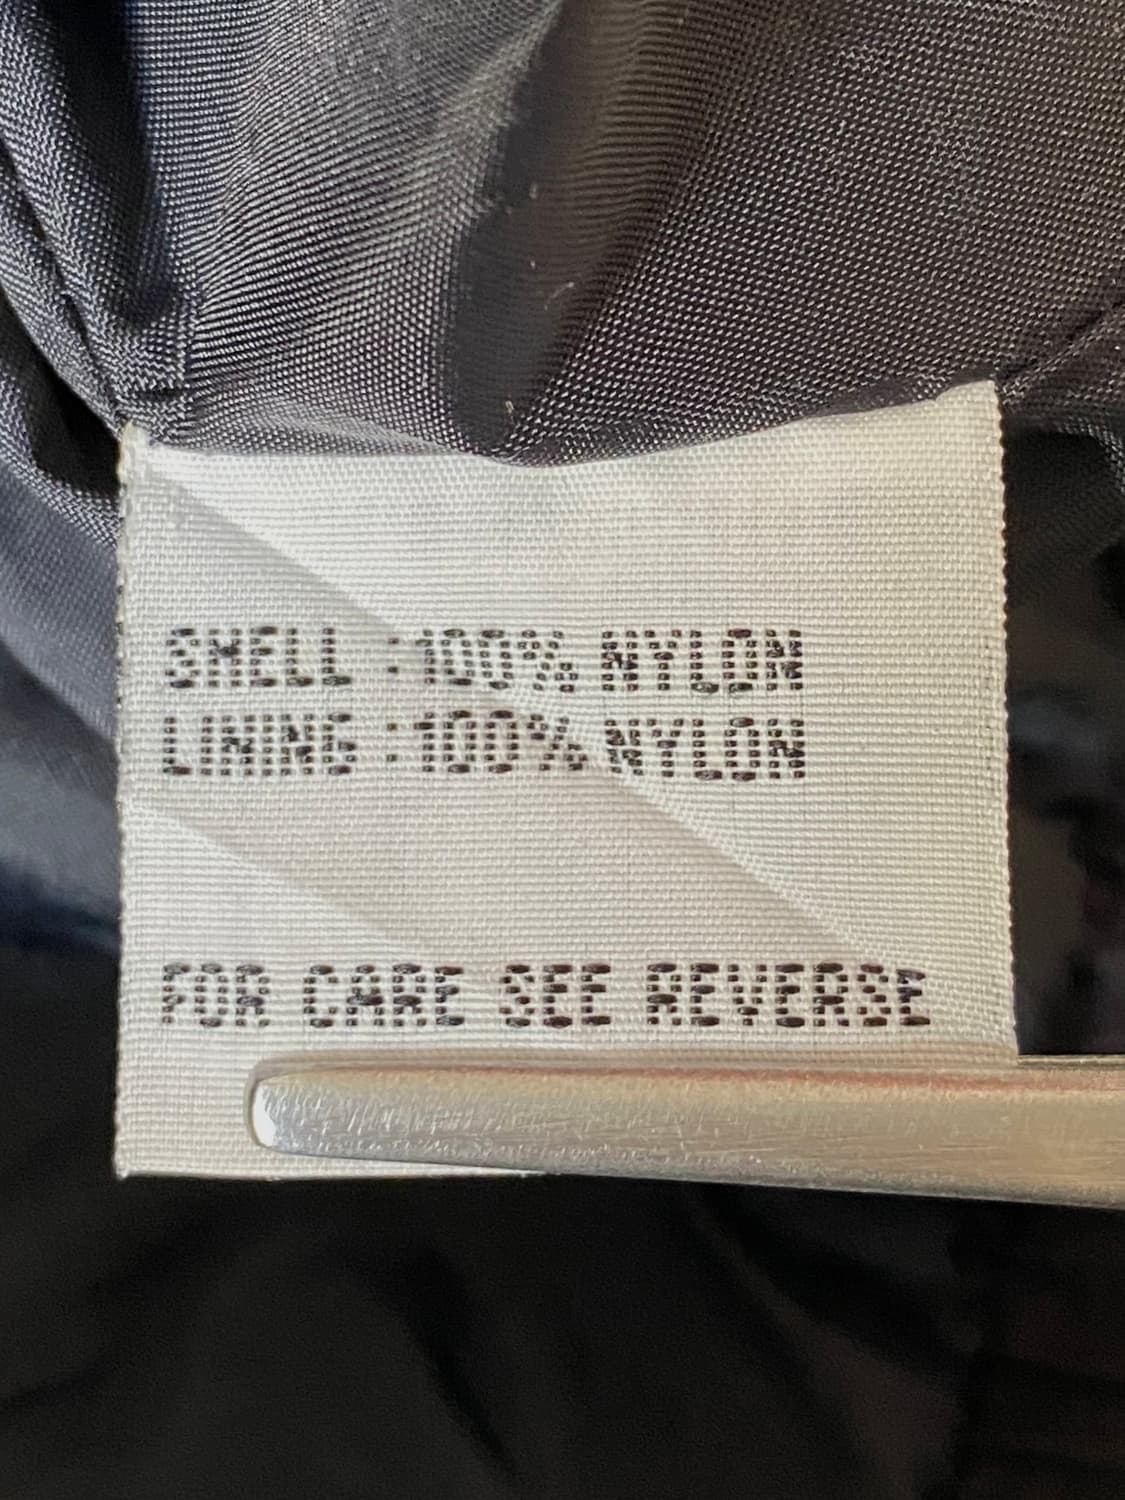 SHELL :100% NYLON
LINING :100% NYLON
FOR CARE SEE REVERSE